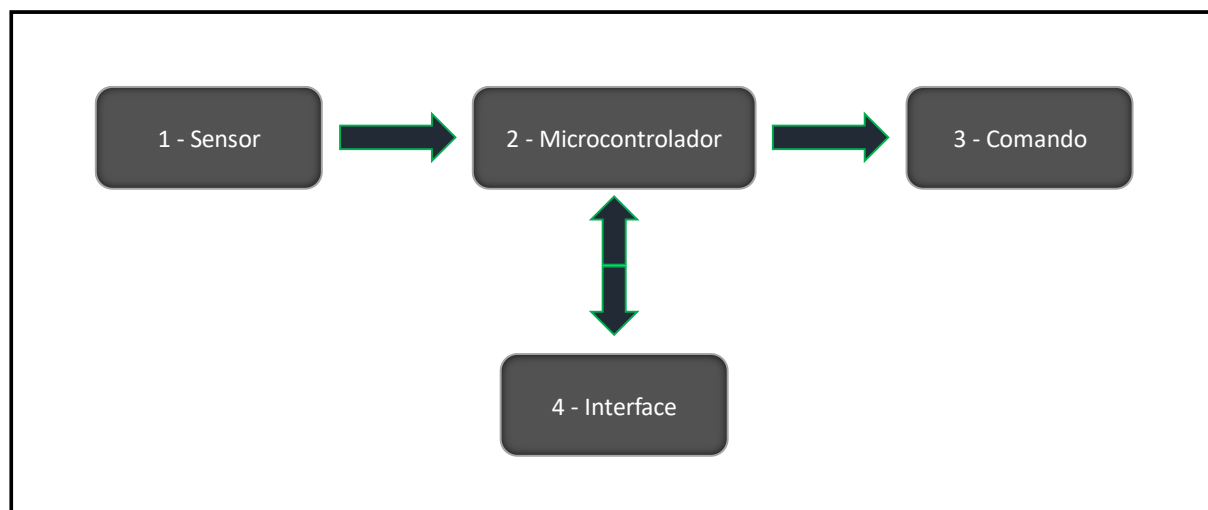 1 - Sensor
2 - Microcontrolador
3 - Comando
4 - Interface